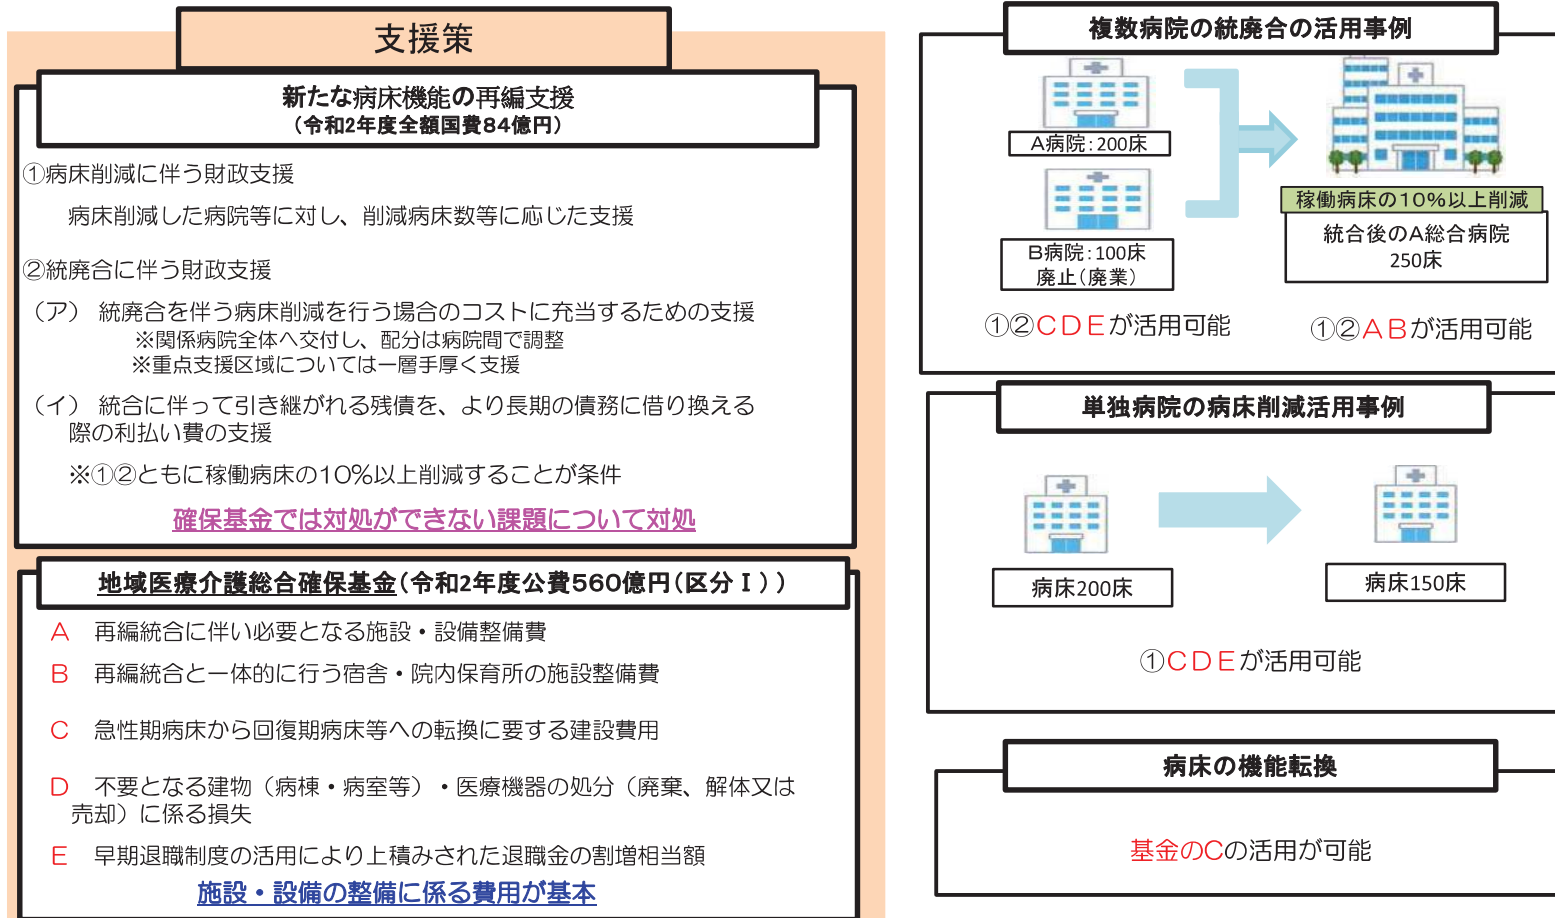 支援策
新たな病床機能の再編支援
（令和2年度全額国費84億円）
①病床削減に伴う財政支援
病床削減した病院等に対し、削減病床数等に応じた支援
②統廃合に伴う財政支援
（ア） 統廃合を伴う病床削減を行う場合のコストに充当するための支援
※関係病院全体へ交付し、配分は病院間で調整
※重点支援区域については一層手厚く支援
（イ） 統合に伴って引き継がれる残債を、より長期の債務に借り換える
際の利払い費の支援
※①②ともに稼働病床の10%以上削減することが条件
確保基金では対処ができない課題について対処
地域医療介護総合確保基金（令和2年度公費560億円（区分Ⅰ））
A 再編統合に伴い必要となる施設・設備整備費
B 再編統合と一体的に行う宿舎・院内保育所の施設整備費
C 急性期病床から回復期病床等への転換に要する建設費用
D 不要となる建物（病棟・病室等）・医療機器の処分（廃棄、解体又は
売却）に係る損失
E 早期退職制度の活用により上積みされた退職金の割増相当額
施設・設備の整備に係る費用が基本
複数病院の統廃合の活用事例
A病院：200床
B病院：100床
廃止（廃業）
稼働病床の10%以上削減
統合後のA総合病院
250床
①②CDEが活用可能
①②ABが活用可能
単独病院の病床削減活用事例
病床200床
病床150床
①CDEが活用可能
病床の機能転換
基金のCの活用が可能